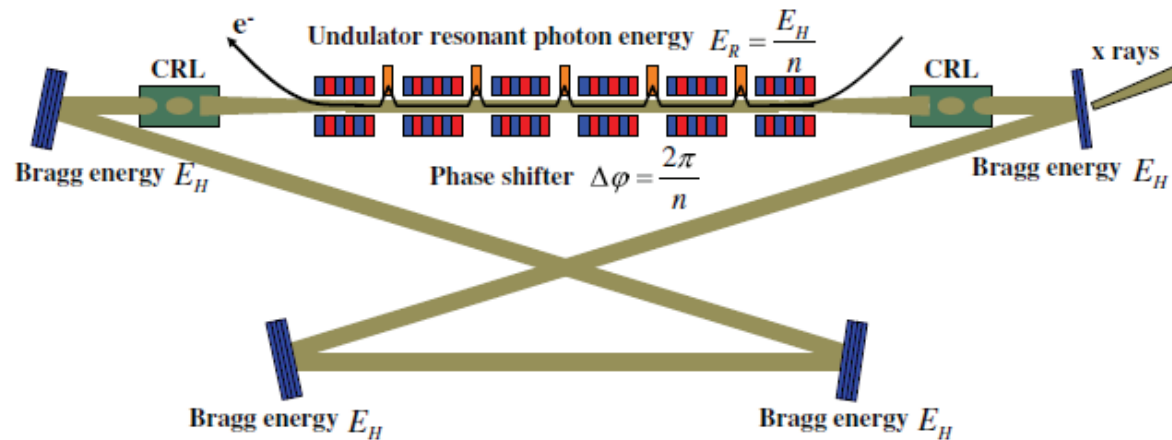 e⁻
Undulator resonant photon energy E_R = E_H / n
CRL
CRL
x rays
Bragg energy E_H
Phase shifter Δφ = 2π / n
Bragg energy E_H
Bragg energy E_H
Bragg energy E_H